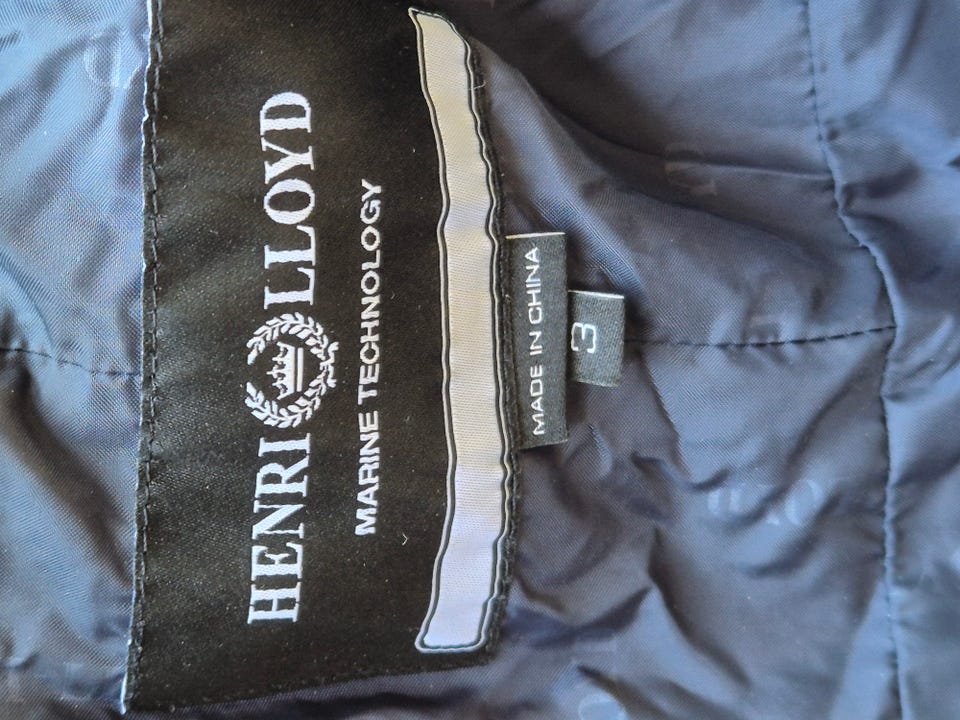 HENRI LLOYD
MARINE TECHNOLOGY
MADE IN CHINA
3